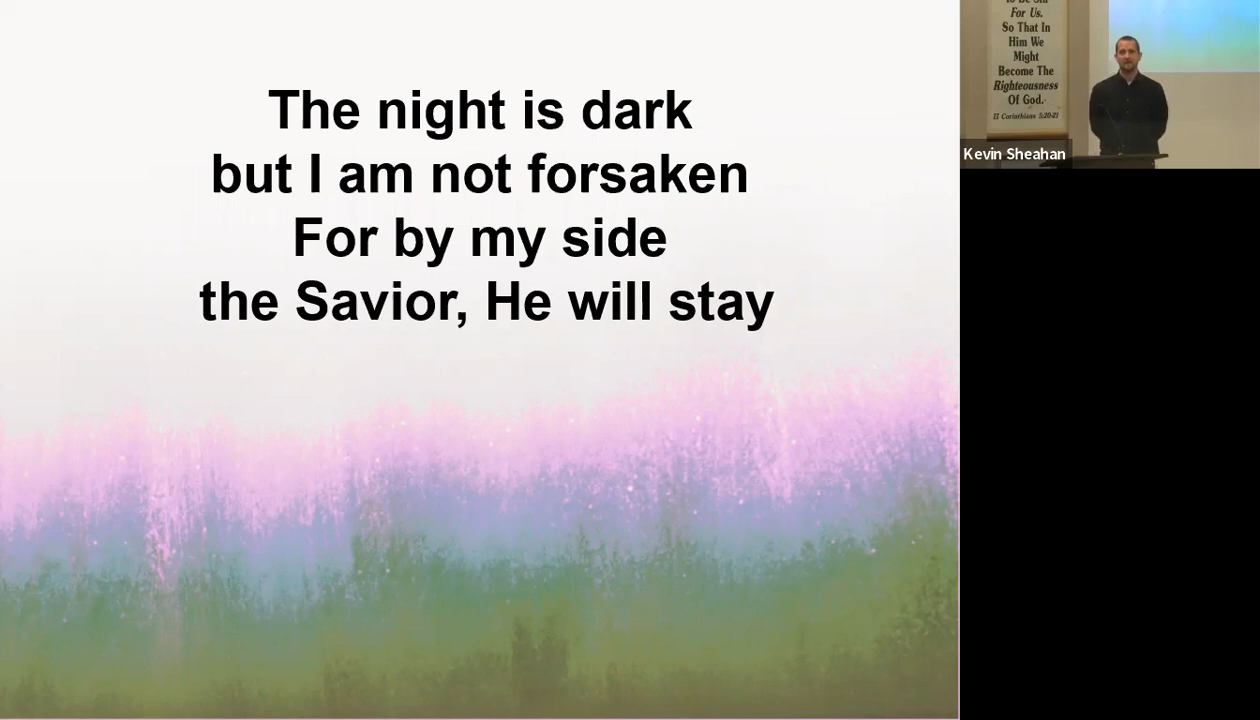 The night is dark
but I am not forsaken
For by my side
the Savior, He will stay
For Us.
So That In
Him We
Might
Become The
Righteousness
Of God.
II Corinthians 5:20-21
Kevin Sheahan